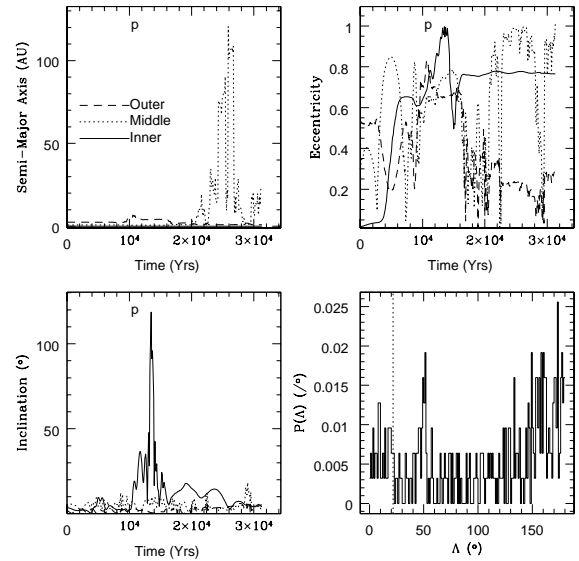 p
Semi-Major Axis (AU)
100
50
0
Outer
Middle
Inner
0
10⁴
2×10⁴
3×10⁴
Time (Yrs)
p
Eccentricity
1
0.8
0.6
0.4
0.2
0
10⁴
2×10⁴
3×10⁴
Time (Yrs)
p
Inclination (°)
100
50
0
10⁴
2×10⁴
3×10⁴
Time (Yrs)
P(Λ) (/°)
0.025
0.02
0.015
0.01
0.005
0
0
50
100
150
Λ (°)